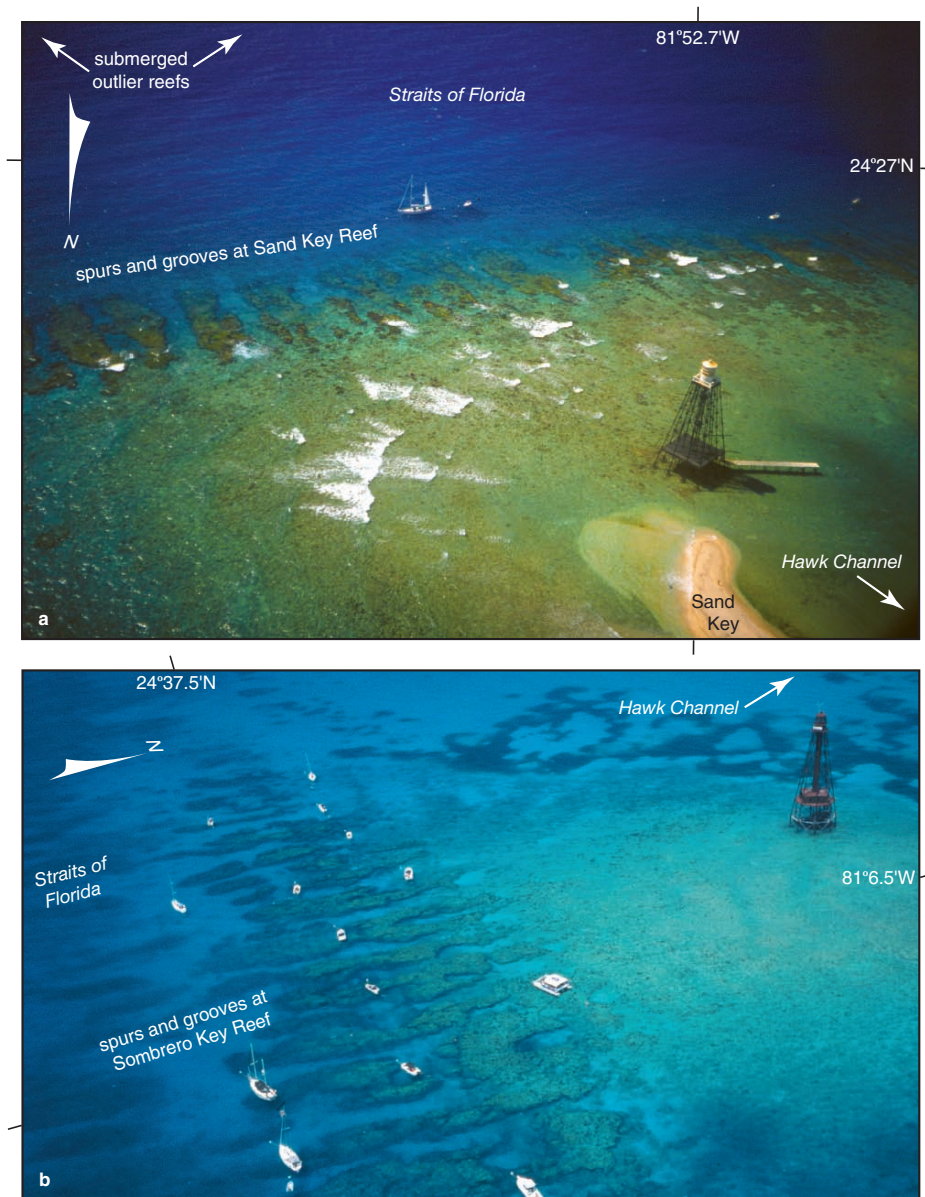 81°52.7'W
submerged
outlier reefs
Straits of Florida
24°27'N
N
spurs and grooves at Sand Key Reef
Hawk Channel
Sand
Key
a
24°37.5'N
Hawk Channel
N
Straits of
Florida
81°6.5'W
spurs and grooves at
Sombrero Key Reef
b